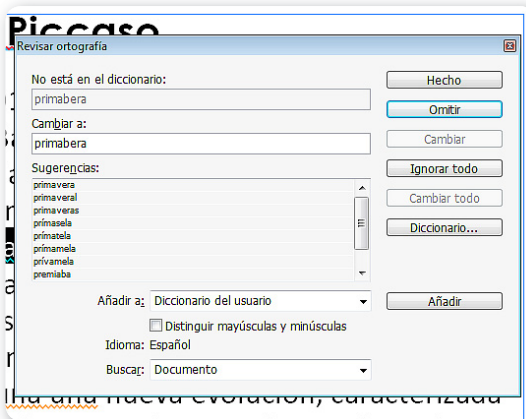 Piccaso
Revisar ortografía
No está en el diccionario:
primabera
Hecho
Omitir
Cambiar a:
primabera
Cambiar
Sugerencias:
Ignorar todo
primavera
primaveral
primaveras
prímasela
prímatela
prímamela
prívamela
premiaba
Cambiar todo
Diccionario...
Añadir a: Diccionario del usuario
Añadir
Distinguir mayúsculas y minúsculas
Idioma: Español
Buscar: Documento
una nueva evolución, caracterizada